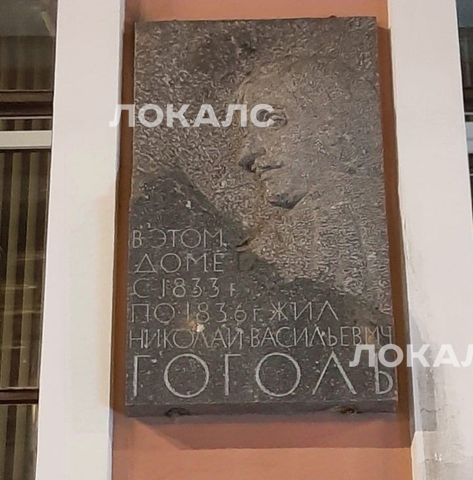 ЛОКАЛС
В ЭТОМ
ДОМЕ
С 1833 г.
ПО 1836 г. ЖИЛ
НИКОЛАЙ·ВАСИЛЬЕВИЧ
ЛОКАЛС
ГОГОЛЬ